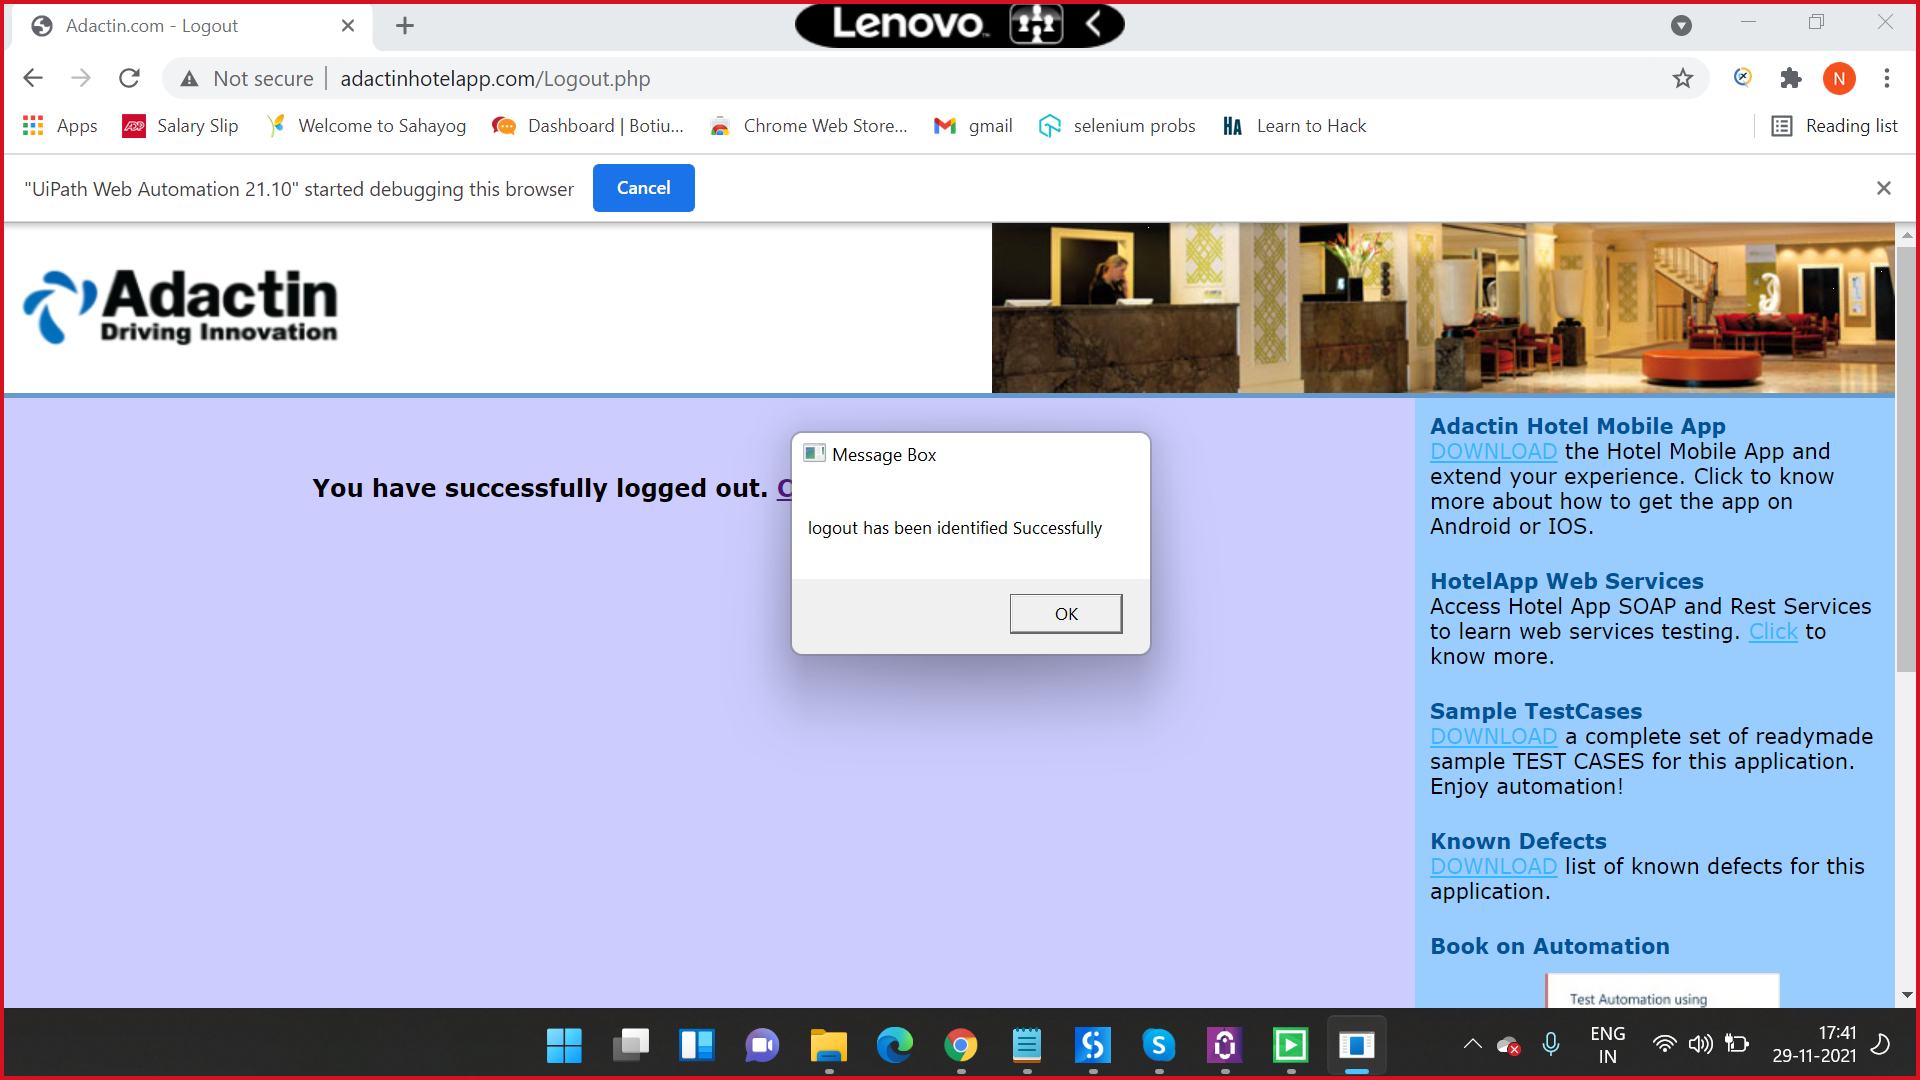 Adactin.com - Logout
Lenovo
Not secure
adactinhotelapp.com/Logout.php
N
Apps
ADP
Salary Slip
Welcome to Sahayog
Dashboard | Botiu...
Chrome Web Store...
gmail
selenium probs
HA
Learn to Hack
Reading list
"UiPath Web Automation 21.10" started debugging this browser
Cancel
Adactin
Driving Innovation
You have successfully logged out. C
Message Box
logout has been identified Successfully
OK
Adactin Hotel Mobile App
DOWNLOAD the Hotel Mobile App and
extend your experience. Click to know
more about how to get the app on
Android or IOS.
HotelApp Web Services
Access Hotel App SOAP and Rest Services
to learn web services testing. Click to
know more.
Sample TestCases
DOWNLOAD a complete set of readymade
sample TEST CASES for this application.
Enjoy automation!
Known Defects
DOWNLOAD list of known defects for this
application.
Book on Automation
Test Automation using
S
ENG
IN
17:41
29-11-2021